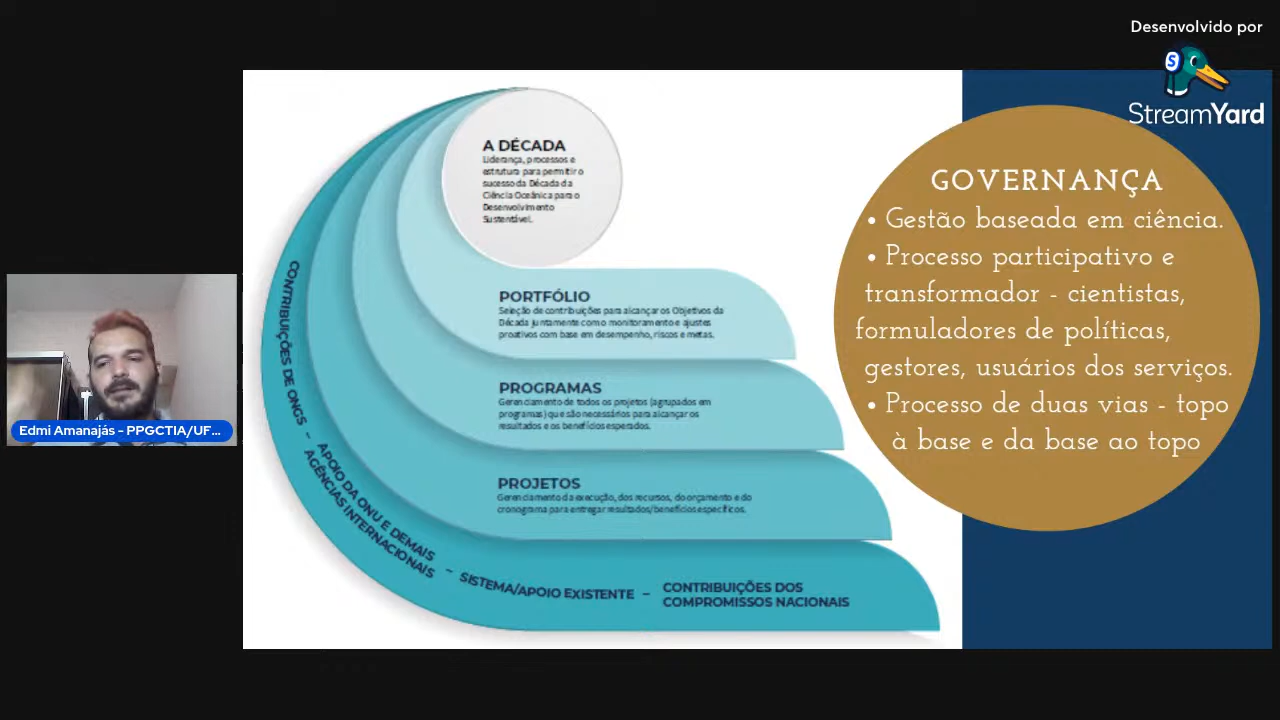 Desenvolvido por
StreamYard
A DÉCADA
Liderança, processos e
estrutura para permitir o
sucesso da Década da
Ciência Oceânica para o
Desenvolvimento
Sustentável.
PORTFÓLIO
Seleção de contribuições para alcançar os Objetivos da
Década juntamente com o monitoramento e ajustes
proativos com base em desempenho, riscos e metas.
PROGRAMAS
Gerenciamento de todos os projetos (agrupados em
programas) que são necessários para alcançar os
resultados e os benefícios esperados.
PROJETOS
Gerenciamento da execução, dos recursos, do orçamento e do
cronograma para entregar resultados/benefícios específicos.
CONTRIBUIÇÕES DE ONGS –
APOIO DA ONU E DEMAIS
AGÊNCIAS INTERNACIONAIS
– SISTEMA/APOIO EXISTENTE –
CONTRIBUIÇÕES DOS
COMPROMISSOS NACIONAIS
GOVERNANÇA
• Gestão baseada em ciência.
• Processo participativo e
transformador - cientistas,
formuladores de políticas,
gestores, usuários dos serviços.
• Processo de duas vias - topo
à base e da base ao topo
Edmi Amanajás - PPGCTIA/UF...